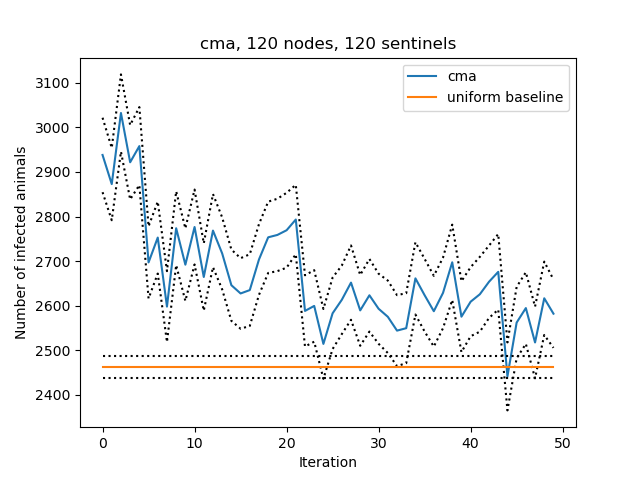 cma, 120 nodes, 120 sentinels
cma
uniform baseline
3100
3000
2900
2800
2700
2600
2500
2400
Number of infected animals
0 10 20 30 40 50
Iteration